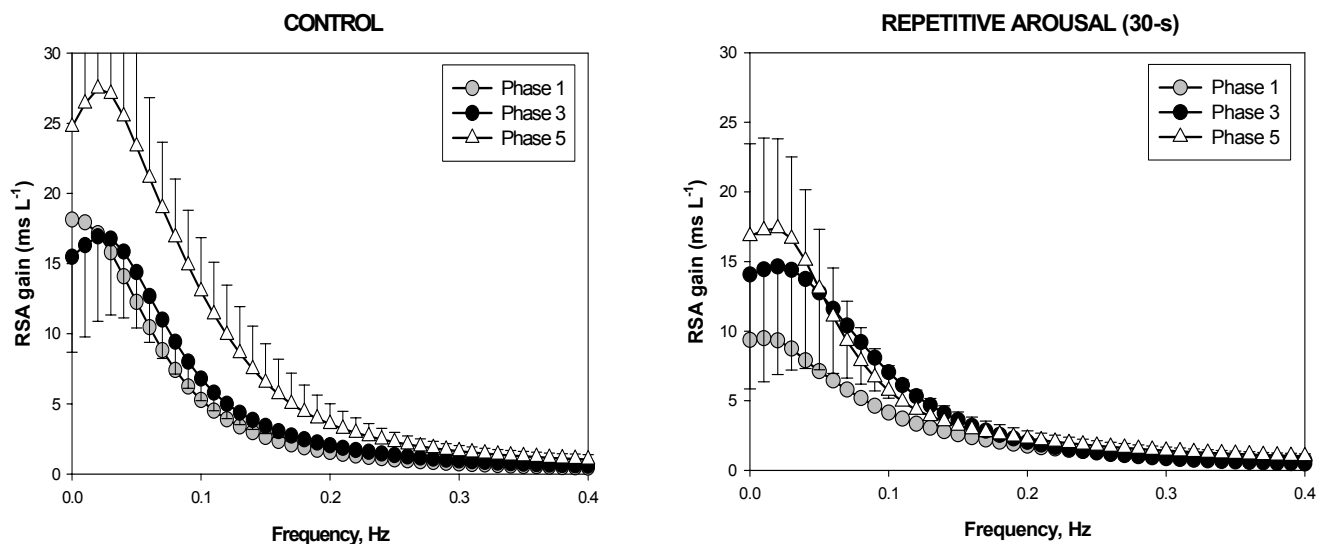 CONTROL
30
25
20
15
10
5
0
RSA gain (ms L-1)
Phase 1
Phase 3
Phase 5
0.0 0.1 0.2 0.3 0.4
Frequency, Hz
REPETITIVE AROUSAL (30-s)
30
25
20
15
10
5
0
RSA gain (ms L-1)
Phase 1
Phase 3
Phase 5
0.0 0.1 0.2 0.3 0.4
Frequency, Hz